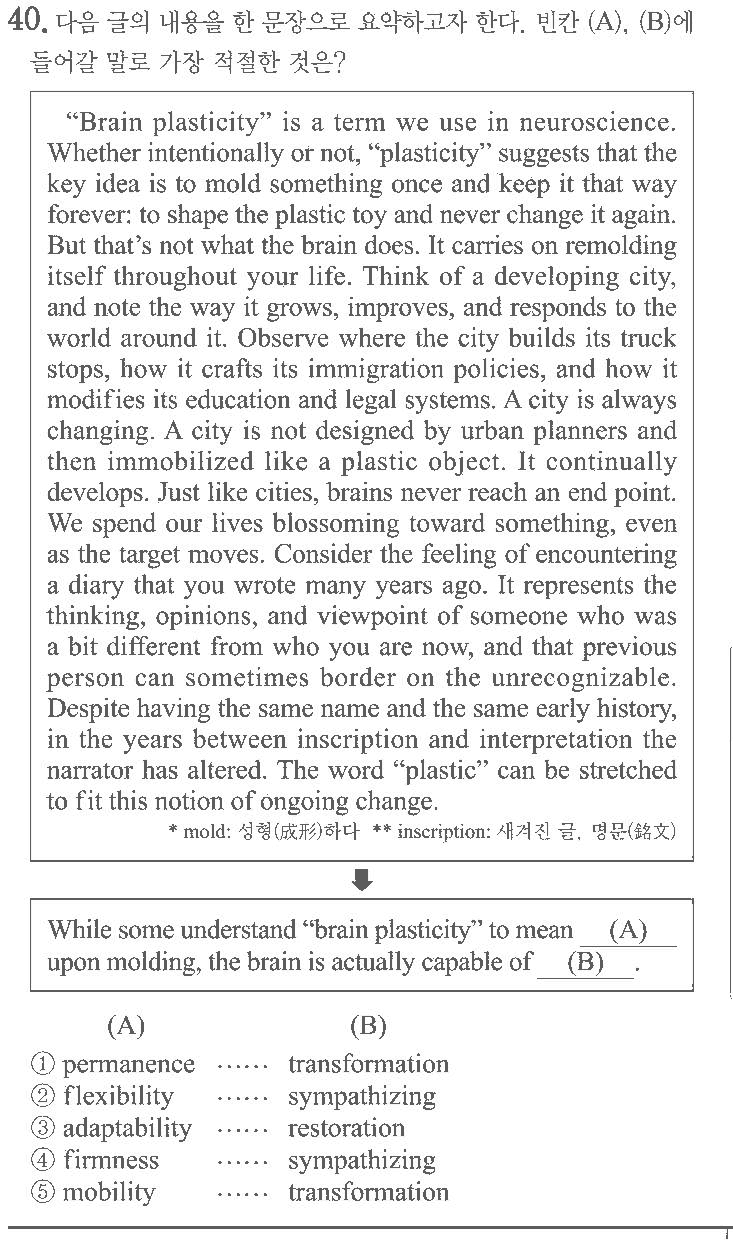 40. 다음 글의 내용을 한 문장으로 요약하고자 한다. 빈칸 (A), (B)에
들어갈 말로 가장 적절한 것은?
“Brain plasticity” is a term we use in neuroscience.
Whether intentionally or not, “plasticity” suggests that the
key idea is to mold something once and keep it that way
forever: to shape the plastic toy and never change it again.
But that’s not what the brain does. It carries on remolding
itself throughout your life. Think of a developing city,
and note the way it grows, improves, and responds to the
world around it. Observe where the city builds its truck
stops, how it crafts its immigration policies, and how it
modifies its education and legal systems. A city is always
changing. A city is not designed by urban planners and
then immobilized like a plastic object. It continually
develops. Just like cities, brains never reach an end point.
We spend our lives blossoming toward something, even
as the target moves. Consider the feeling of encountering
a diary that you wrote many years ago. It represents the
thinking, opinions, and viewpoint of someone who was
a bit different from who you are now, and that previous
person can sometimes border on the unrecognizable.
Despite having the same name and the same early history,
in the years between inscription and interpretation the
narrator has altered. The word “plastic” can be stretched
to fit this notion of ongoing change.
* mold: 성형(成形)하다 ** inscription: 새겨진 글, 명문(銘文)
While some understand “brain plasticity” to mean (A)
upon molding, the brain is actually capable of (B) .
(A) (B)
① permanence …… transformation
② flexibility …… sympathizing
③ adaptability …… restoration
④ firmness …… sympathizing
⑤ mobility …… transformation